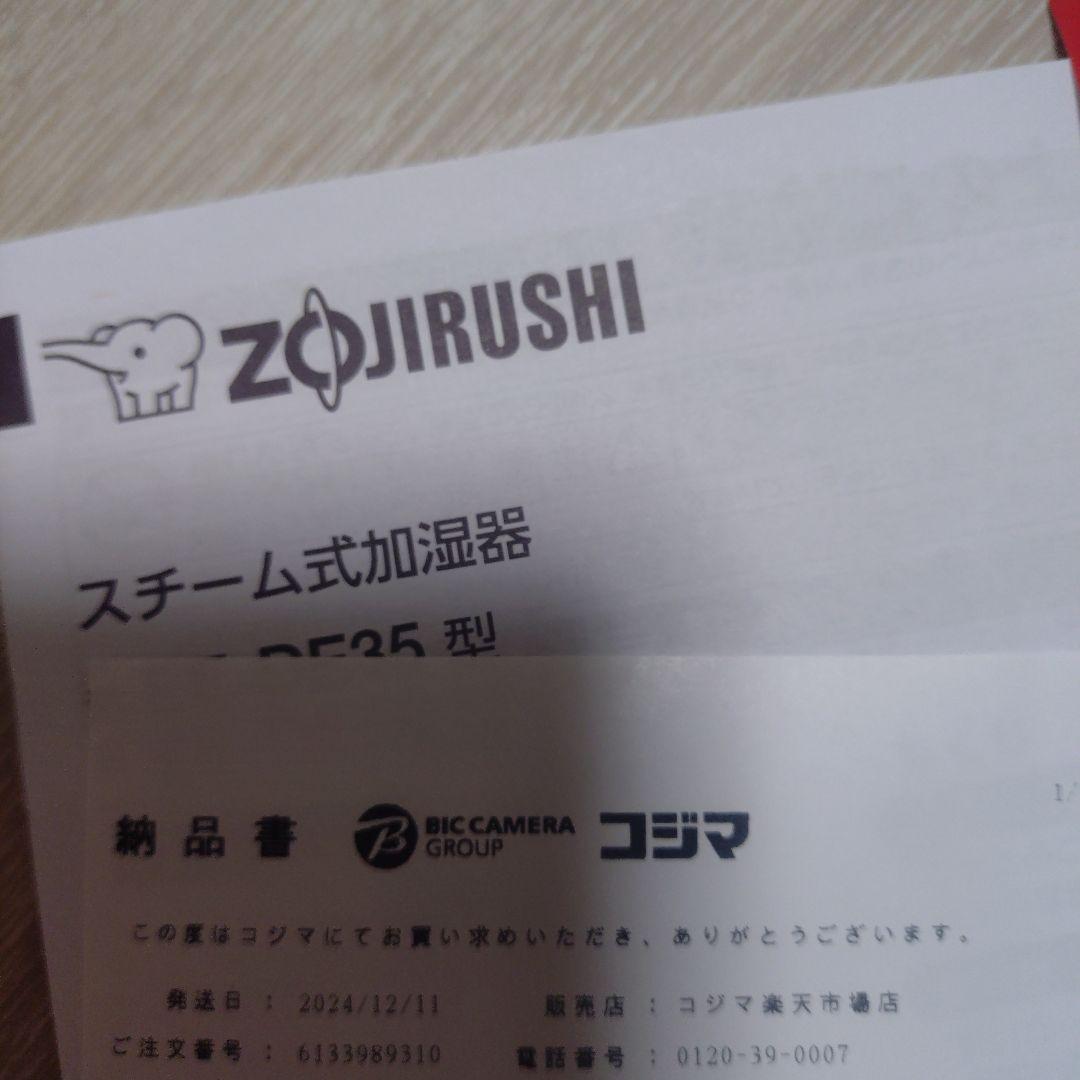 ZOJIRUSHI
スチーム式加湿器
DE35 型
1/
納品書 BIC CAMERA GROUP コジマ
この度はコジマにてお買い求めいただき、ありがとうございます。
発送日 : 2024/12/11 販売店 : コジマ楽天市場店
ご注文番号 : 6133989310 電話番号 : 0120-39-0007